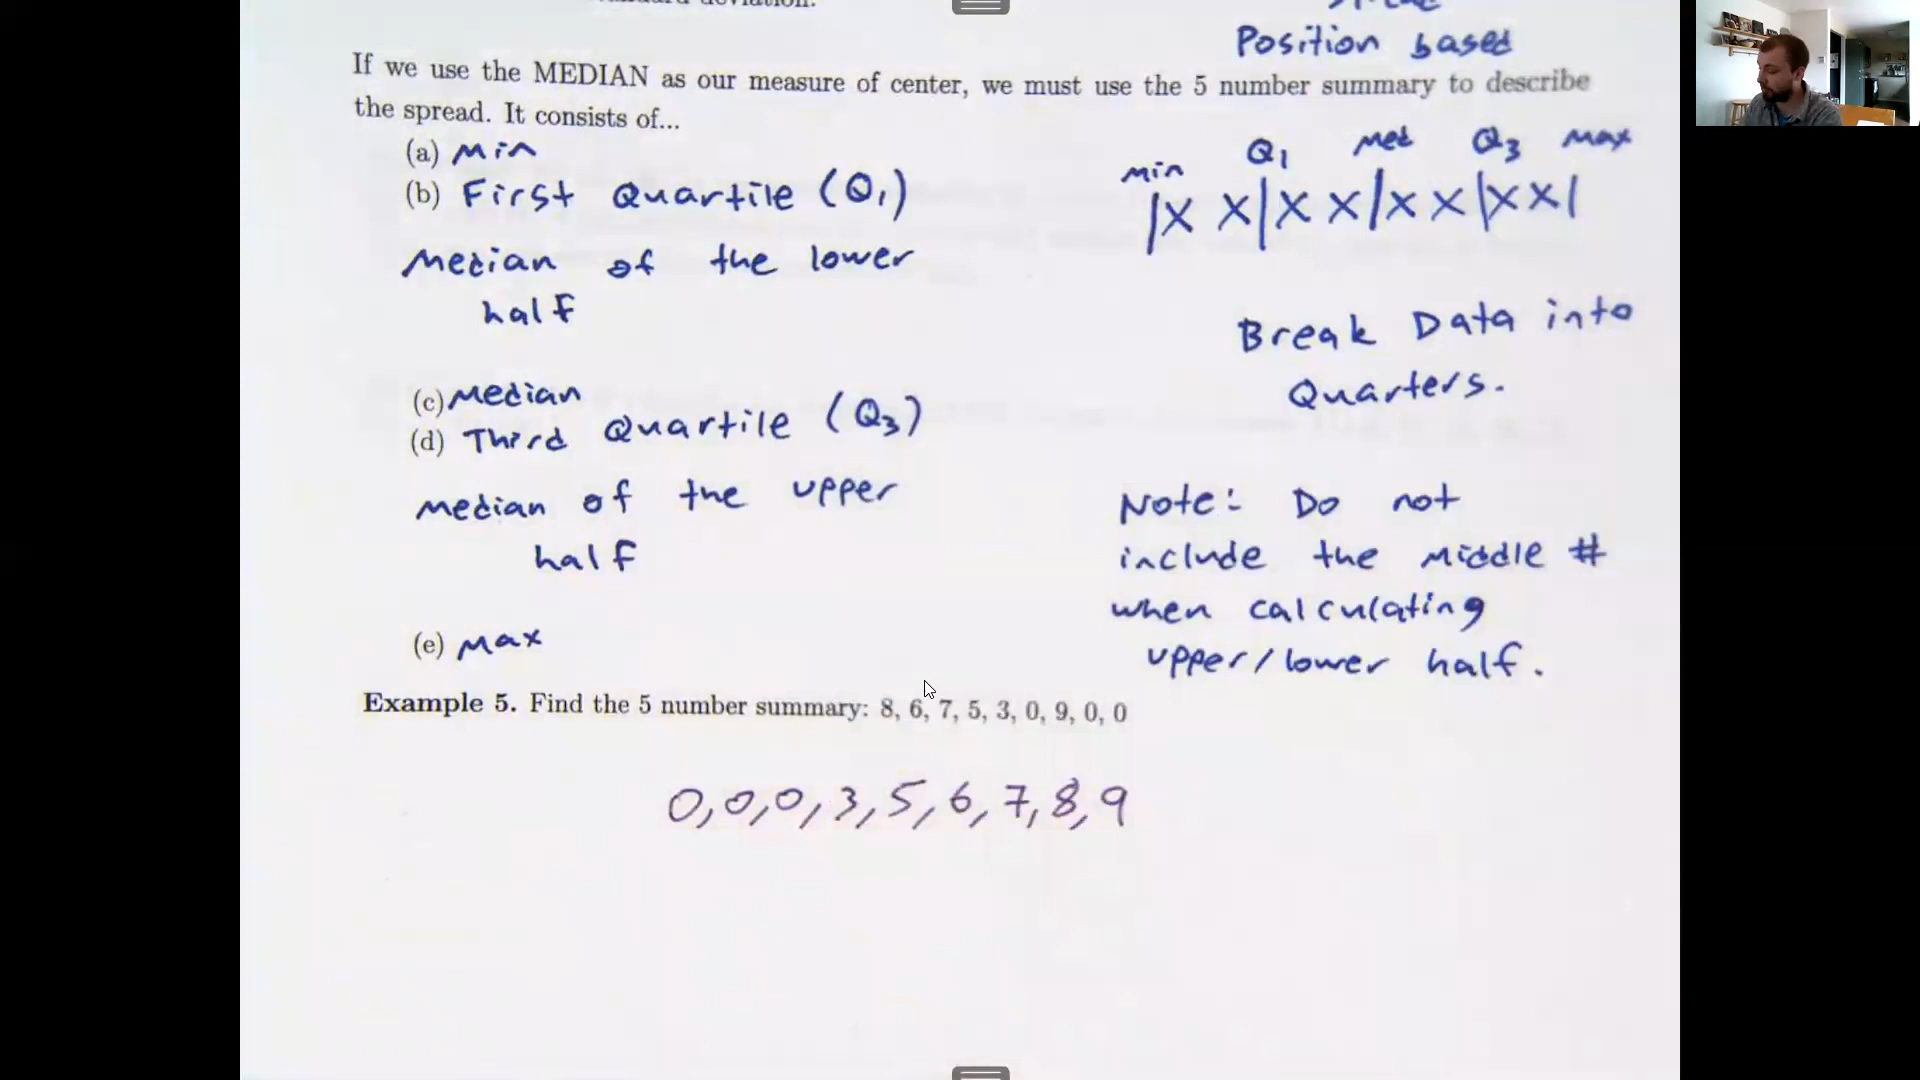 standard deviation.
Position based
If we use the MEDIAN as our measure of center, we must use the 5 number summary to describe
the spread. It consists of...
(a) Min
(b) First Quartile (Q1)
Median of the lower
half
(c) Median
(d) Third Quartile (Q3)
Median of the upper
half
(e) Max
min Q1 Med Q3 Max
|X X|X X|X X|X X|
Break Data into
Quarters.
Note: Do not
include the Middle #
when calculating
upper/lower half.
Example 5. Find the 5 number summary: 8, 6, 7, 5, 3, 0, 9, 0, 0
0,0,0,3,5,6,7,8,9